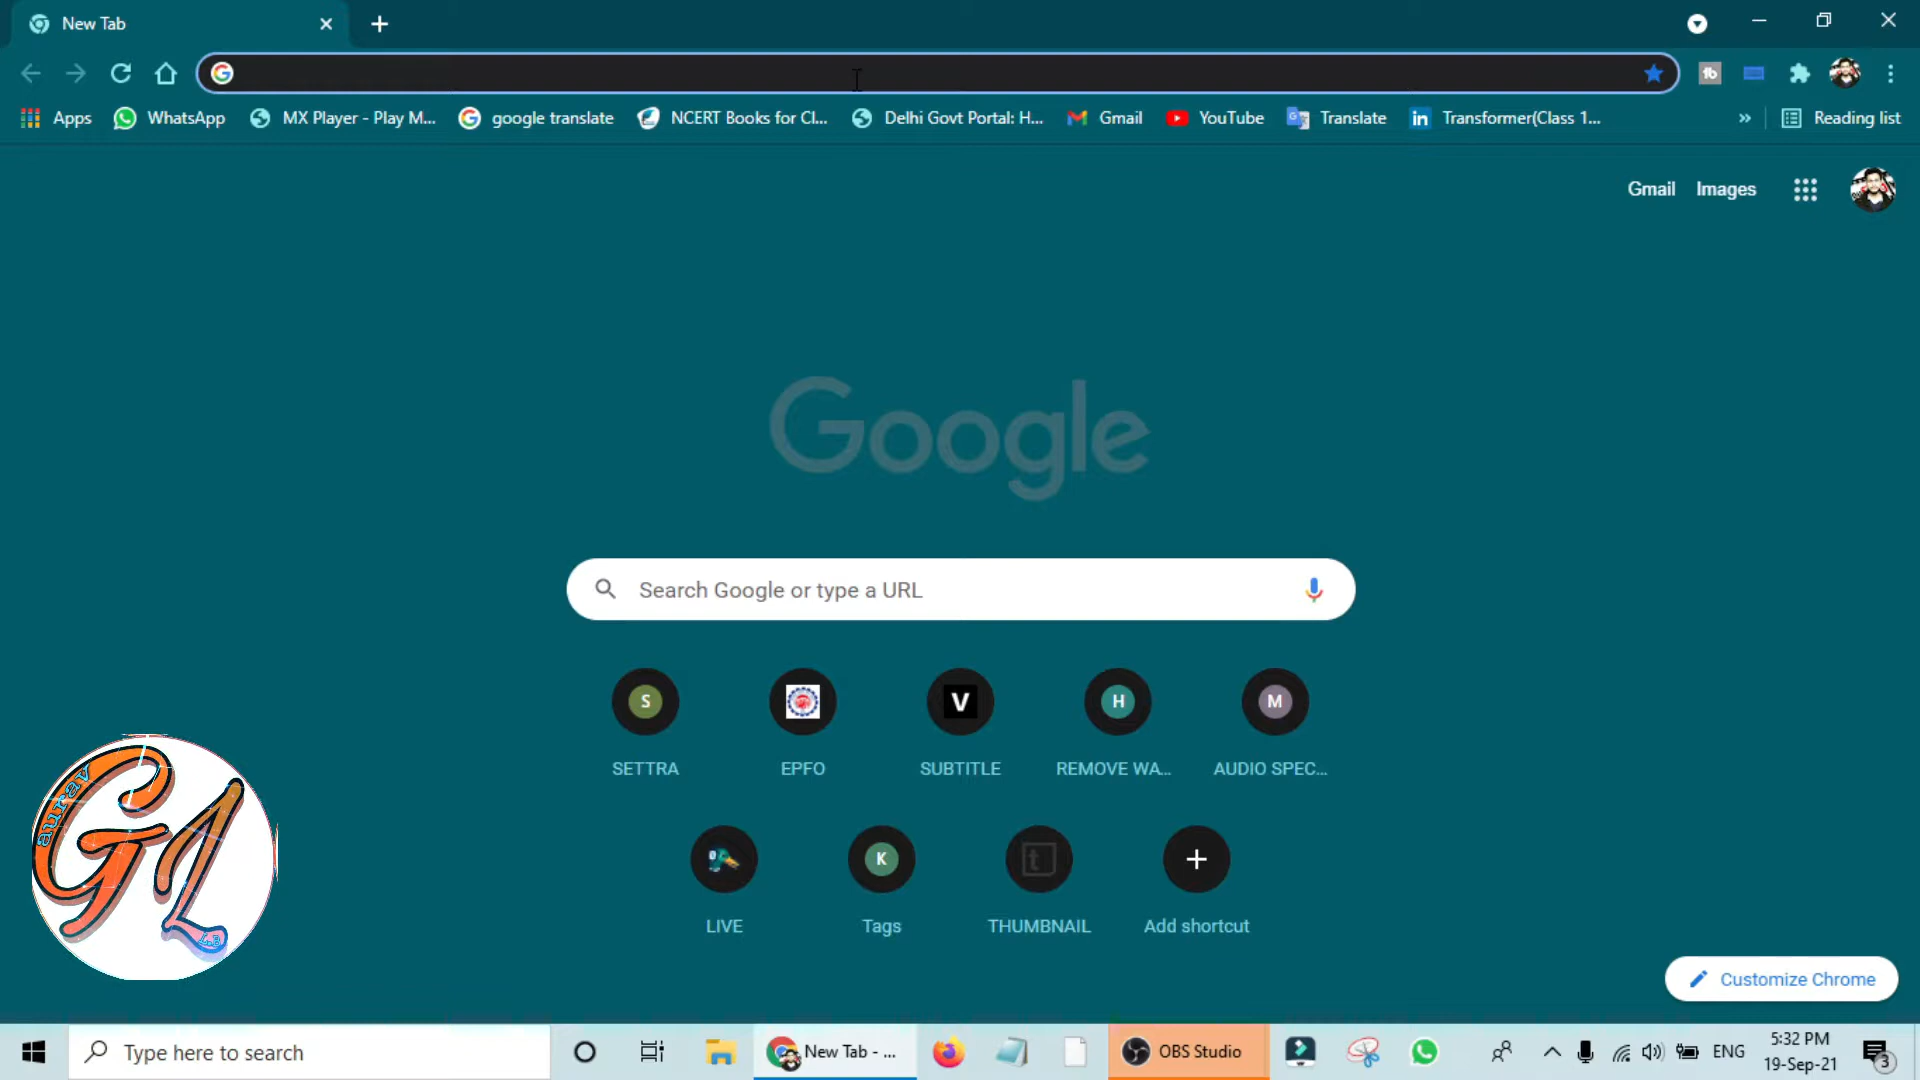 New Tab
Apps
WhatsApp
MX Player - Play M...
google translate
NCERT Books for Cl...
Delhi Govt Portal: H...
Gmail
YouTube
Translate
Transformer(Class 1...
»
Reading list
Gmail
Images
Google
Search Google or type a URL
S
V
H
M
SETTRA
EPFO
SUBTITLE
REMOVE WA...
AUDIO SPEC...
K
t
LIVE
Tags
THUMBNAIL
Add shortcut
Gaurav
GL
Customize Chrome
Type here to search
New Tab - ...
OBS Studio
ENG
5:32 PM
19-Sep-21
3